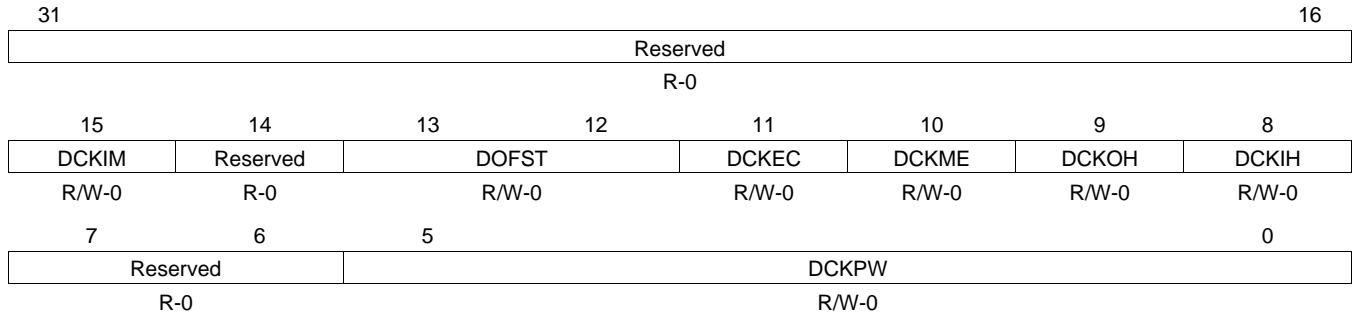 31 16
Reserved
R-0
15 14 13 12 11 10 9 8
DCKIM Reserved DOFST DCKEC DCKME DCKOH DCKIH
R/W-0 R-0 R/W-0 R/W-0 R/W-0 R/W-0 R/W-0
7 6 5 0
Reserved DCKPW
R-0 R/W-0